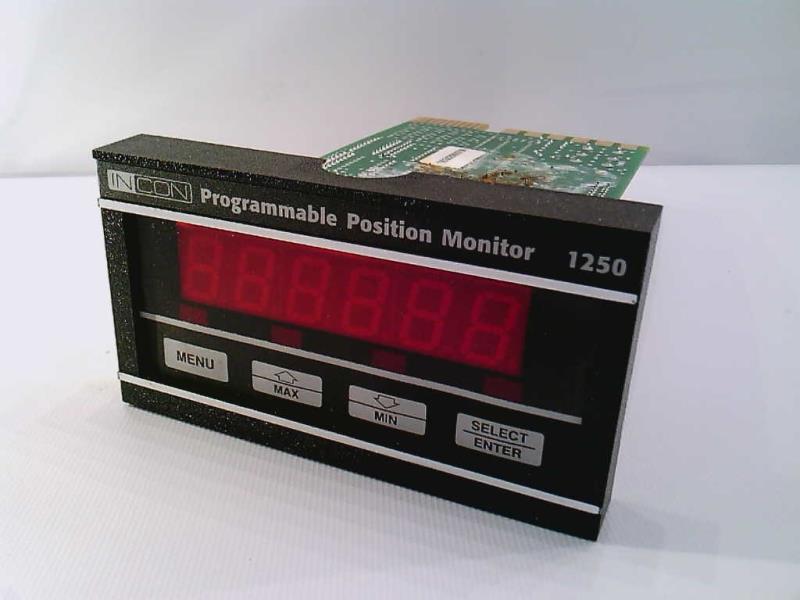 INCON Programmable Position Monitor 1250
MENU
MAX
MIN
SELECT
ENTER